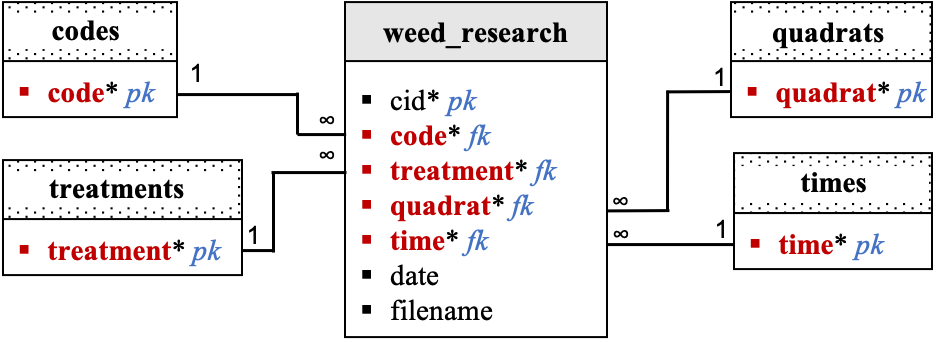 codes
code* pk
1
∞
treatments
treatment* pk
1
∞
weed_research
cid* pk
code* fk
treatment* fk
quadrat* fk
time* fk
date
filename
quadrats
quadrat* pk
1
∞
times
time* pk
1
∞